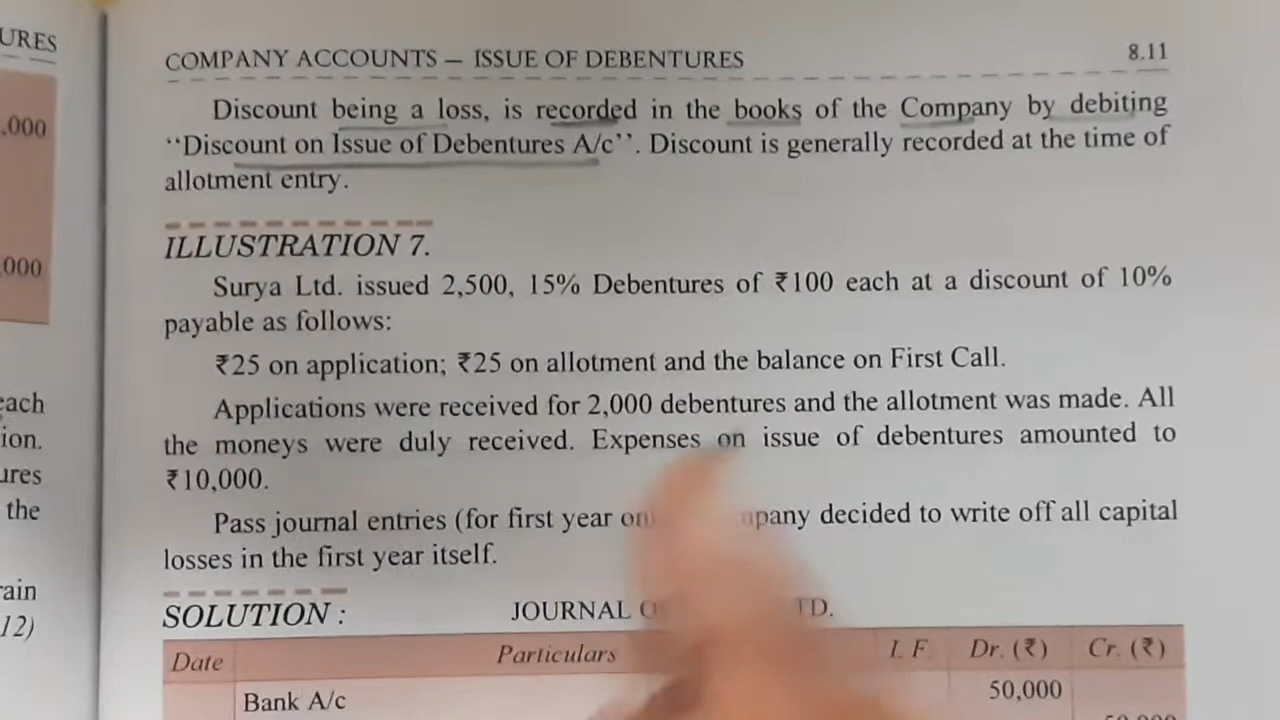 URES
,000
000
each
ion.
ures
the
rain
12)
COMPANY ACCOUNTS — ISSUE OF DEBENTURES 8.11
Discount being a loss, is recorded in the books of the Company by debiting
‘‘Discount on Issue of Debentures A/c’’. Discount is generally recorded at the time of
allotment entry.
ILLUSTRATION 7.
Surya Ltd. issued 2,500, 15% Debentures of ₹100 each at a discount of 10%
payable as follows:
₹25 on application; ₹25 on allotment and the balance on First Call.
Applications were received for 2,000 debentures and the allotment was made. All
the moneys were duly received. Expenses on issue of debentures amounted to
₹10,000.
Pass journal entries (for first year decided to write off all capital
losses in the first year itself.
SOLUTION : JOURNAL TD.
Date Particulars L F Dr. (₹) Cr. (₹)
Bank A/c 50,000